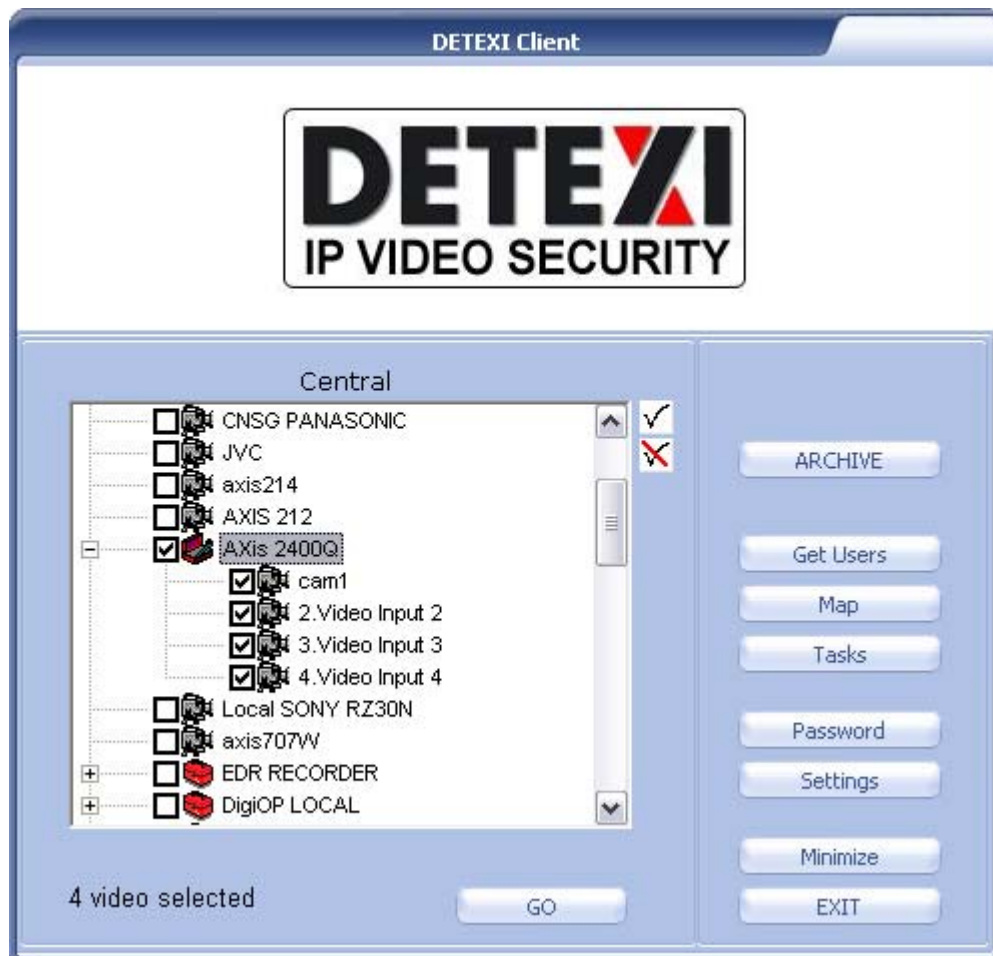 DETEXI Client
DETEXI
IP VIDEO SECURITY
Central
CNSG PANASONIC
JVC
axis214
AXIS 212
AXis 2400Q
cam1
2.Video Input 2
3.Video Input 3
4.Video Input 4
Local SONY RZ30N
axis707W
EDR RECORDER
DigiOP LOCAL
4 video selected
GO
ARCHIVE
Get Users
Map
Tasks
Password
Settings
Minimize
EXIT